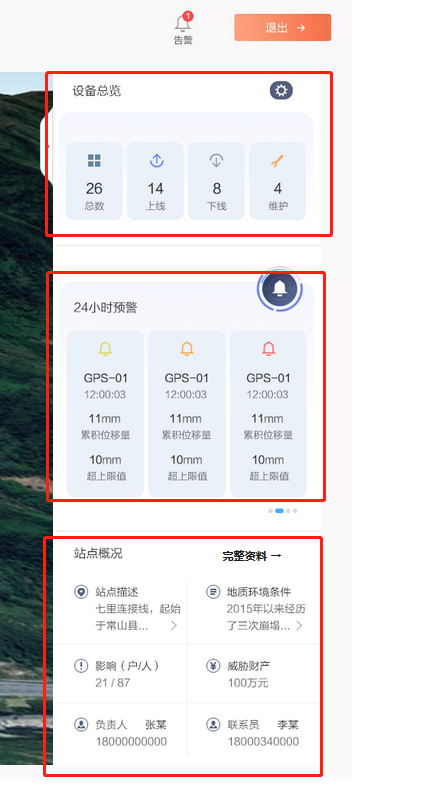 1
告警
退出 →
设备总览
26 14 8 4
总数 上线 下线 维护
24小时预警
GPS-01 GPS-01 GPS-01
12:00:03 12:00:03 12:00:03
11mm 11mm 11mm
累积位移量 累积位移量 累积位移量
10mm 10mm 10mm
超上限值 超上限值 超上限值
站点概况 完整资料 →
站点描述 地质环境条件
七里连接线，起始 2015年以来经历
于常山县... 了三次崩塌...
影响（户/人） 威胁财产
21 / 87 100万元
负责人 张某 联系员 李某
18000000000 18000340000